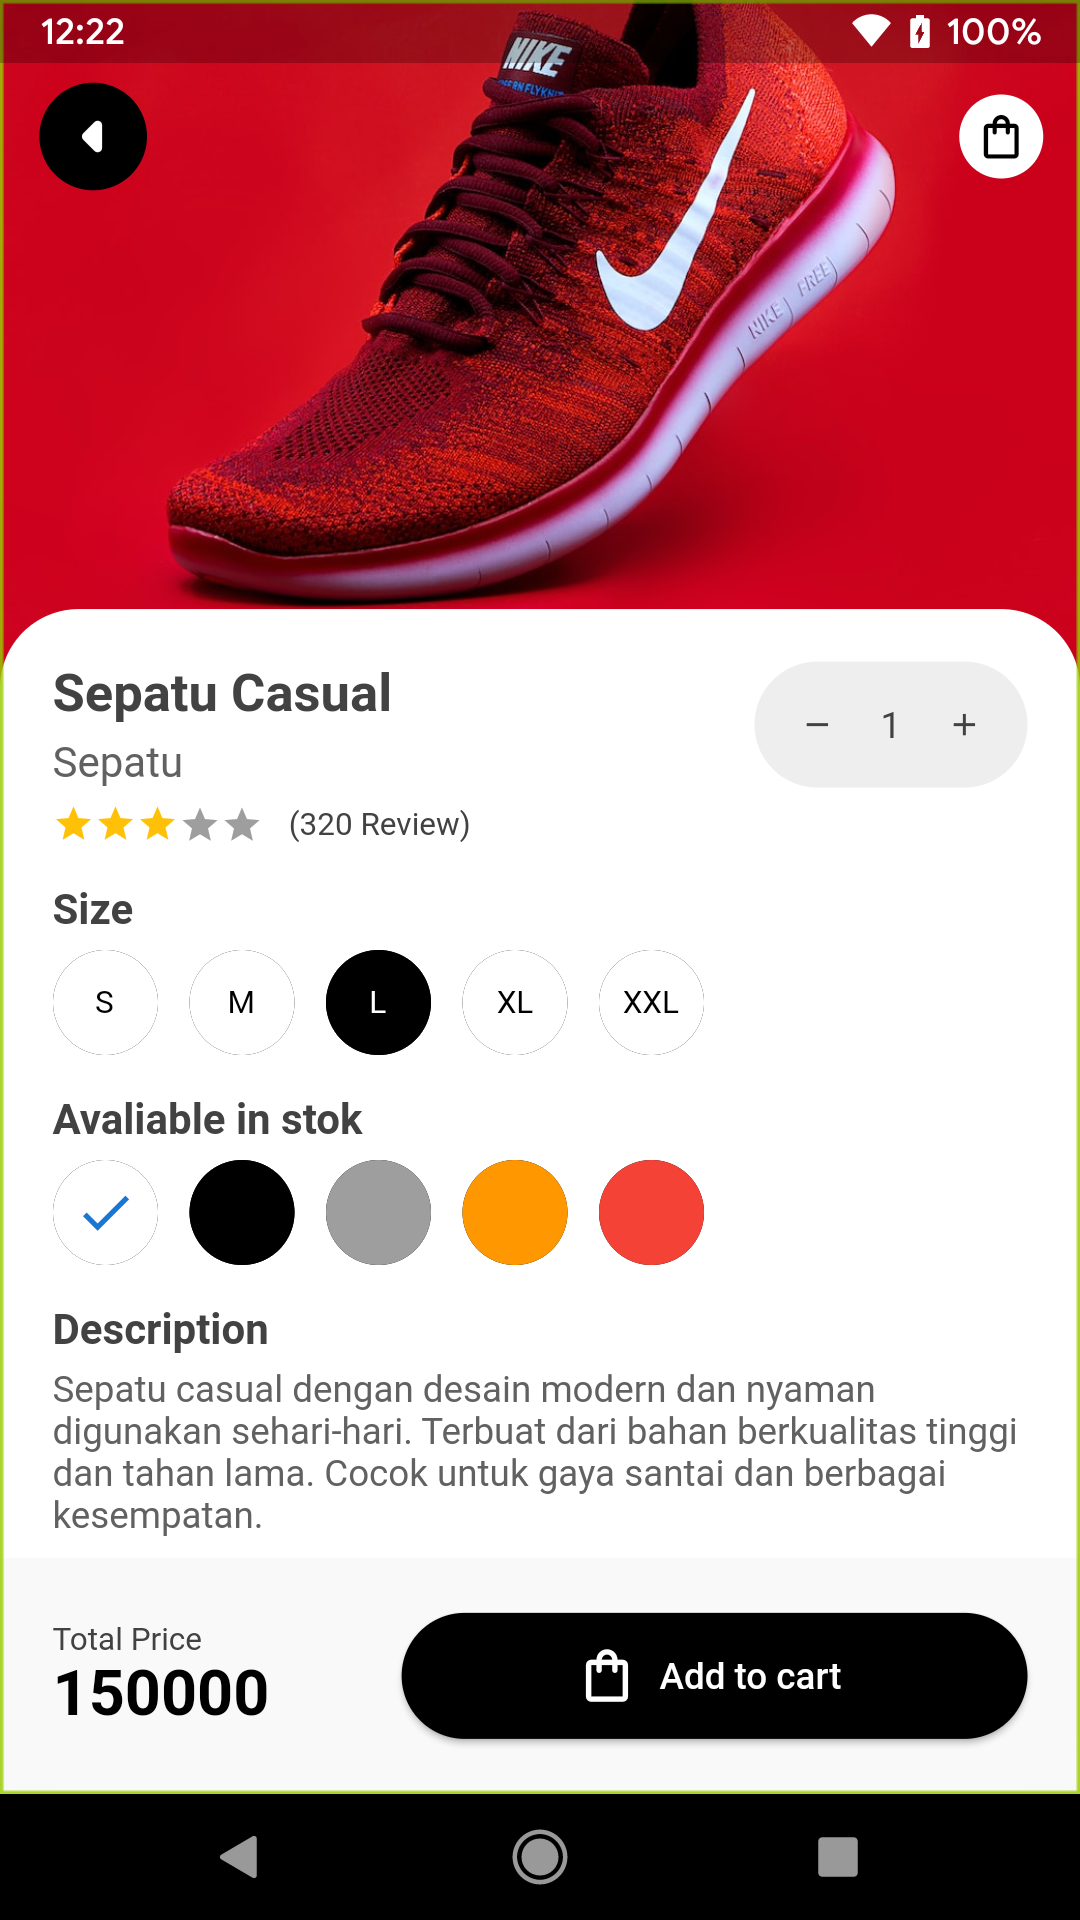 12:22
100%
NIKE
NIKE FREE
Sepatu Casual
1
Sepatu
(320 Review)
Size
S M L XL XXL
Avaliable in stok
Description
Sepatu casual dengan desain modern dan nyaman
digunakan sehari-hari. Terbuat dari bahan berkualitas tinggi
dan tahan lama. Cocok untuk gaya santai dan berbagai
kesempatan.
Total Price
150000
Add to cart